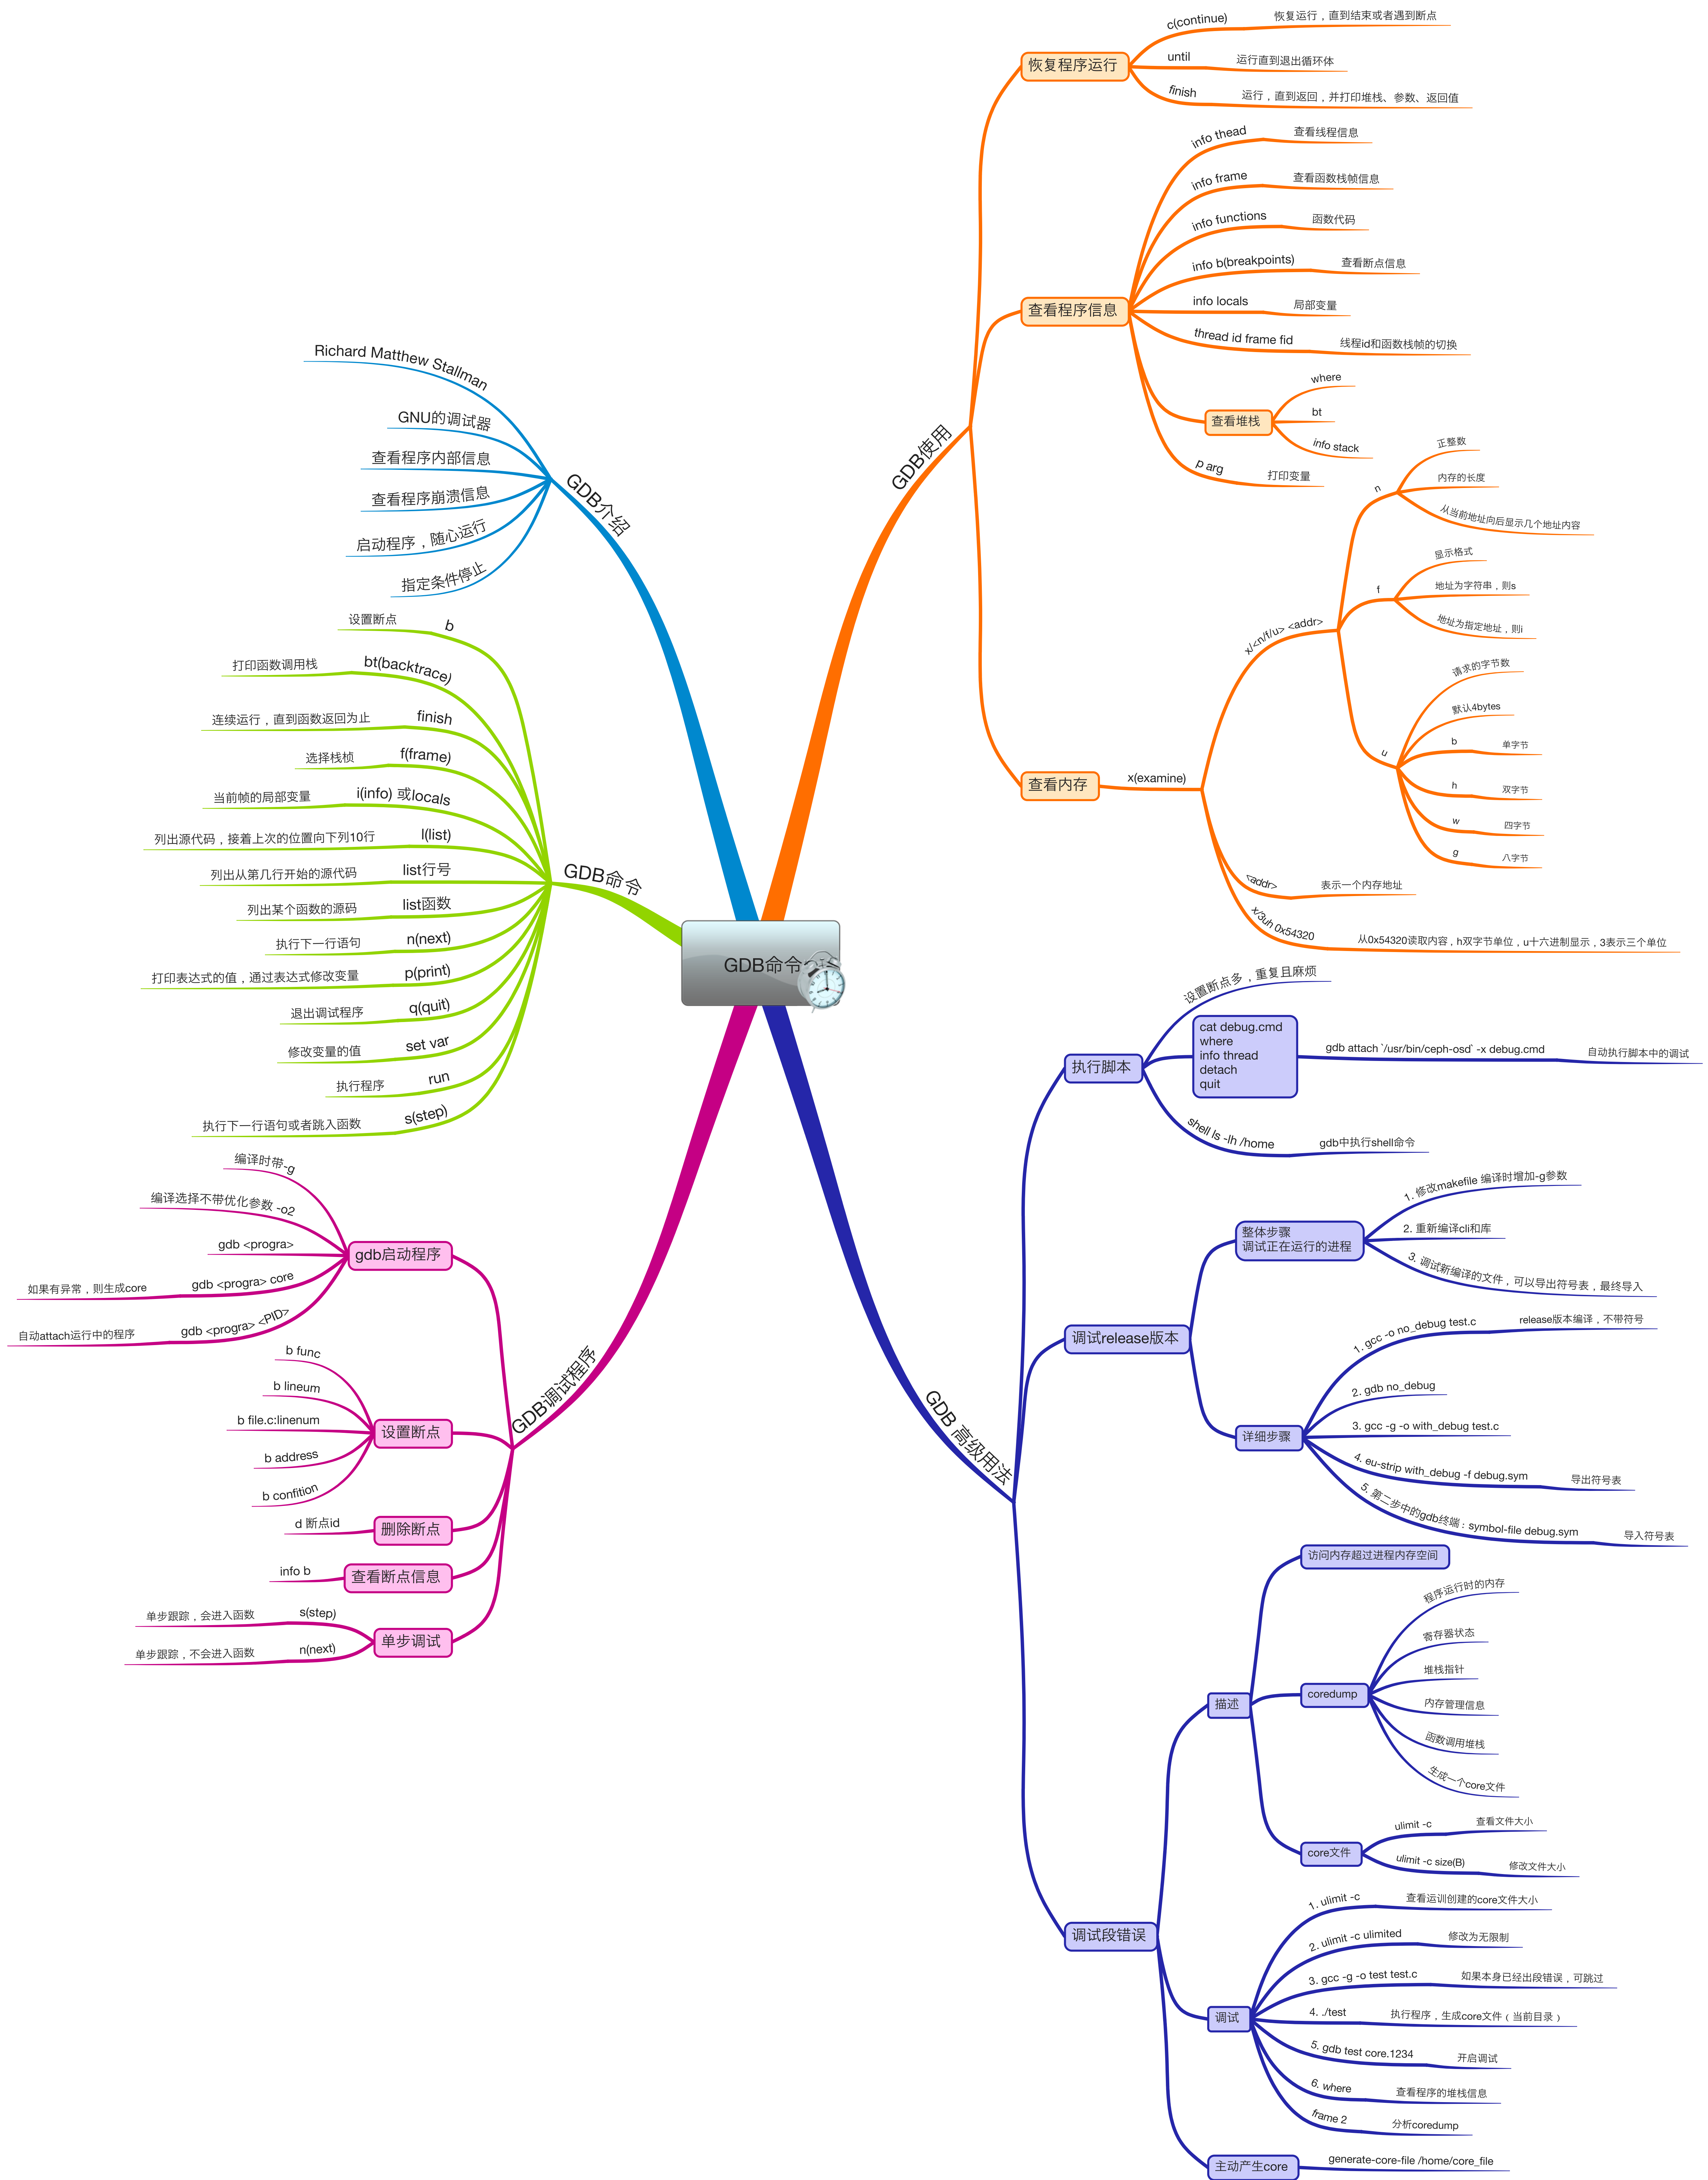 GDB命令
GDB介绍
Richard Matthew Stallman
GNU的调试器
查看程序内部信息
查看程序崩溃信息
启动程序，随心运行
指定条件停止
GDB命令
b
设置断点
bt(backtrace)
打印函数调用栈
finish
连续运行，直到函数返回为止
f(frame)
选择栈桢
i(info) 或locals
当前帧的局部变量
l(list)
列出源代码，接着上次的位置向下列10行
list行号
列出从第几行开始的源代码
list函数
列出某个函数的源码
n(next)
执行下一行语句
p(print)
打印表达式的值，通过表达式修改变量
q(quit)
退出调试程序
set var
修改变量的值
run
执行程序
s(step)
执行下一行语句或者跳入函数
GDB调试程序
gdb启动程序
编译时带-g
编译选择不带优化参数 -o2
gdb <progra>
gdb <progra> core
如果有异常，则生成core
gdb <progra> <PID>
自动attach运行中的程序
设置断点
b func
b lineum
b file.c:linenum
b address
b confition
删除断点
d 断点id
查看断点信息
info b
单步调试
s(step)
单步跟踪，会进入函数
n(next)
单步跟踪，不会进入函数
GDB使用
恢复程序运行
c(continue)
恢复运行，直到结束或者遇到断点
until
运行直到退出循环体
finish
运行，直到返回，并打印堆栈、参数、返回值
查看程序信息
info thead
查看线程信息
info frame
查看函数栈帧信息
info functions
函数代码
info b(breakpoints)
查看断点信息
info locals
局部变量
thread id frame fid
线程id和函数栈帧的切换
查看堆栈
where
bt
info stack
p arg
打印变量
查看内存
x(examine)
x/<n/f/u> <addr>
n
正整数
内存的长度
从当前地址向后显示几个地址内容
f
显示格式
地址为字符串，则s
地址为指定地址，则i
u
请求的字节数
默认4bytes
b
单字节
h
双字节
w
四字节
g
八字节
<addr>
表示一个内存地址
x/3uh 0x54320
从0x54320读取内容，h双字节单位，u十六进制显示，3表示三个单位
GDB 高级用法
执行脚本
设置断点多，重复且麻烦
cat debug.cmd
where
info thread
detach
quit
gdb attach `/usr/bin/ceph-osd` -x debug.cmd
自动执行脚本中的调试
shell ls -lh /home
gdb中执行shell命令
调试release版本
整体步骤
调试正在运行的进程
1. 修改makefile 编译时增加-g参数
2. 重新编译cli和库
3. 调试新编译的文件，可以导出符号表，最终导入
详细步骤
1. gcc -o no_debug test.c
release版本编译，不带符号
2. gdb no_debug
3. gcc -g -o with_debug test.c
4. eu-strip with_debug -f debug.sym
导出符号表
5. 第二步中的gdb终端：symbol-file debug.sym
导入符号表
调试段错误
描述
访问内存超过进程内存空间
coredump
程序运行时的内存
寄存器状态
堆栈指针
内存管理信息
函数调用堆栈
生成一个core文件
core文件
ulimit -c
查看文件大小
ulimit -c size(B)
修改文件大小
调试
1. ulimit -c
查看运训创建的core文件大小
2. ulimit -c ulimited
修改为无限制
3. gcc -g -o test test.c
如果本身已经出段错误，可跳过
4. ./test
执行程序，生成core文件（当前目录）
5. gdb test core.1234
开启调试
6. where
查看程序的堆栈信息
frame 2
分析coredump
主动产生core
generate-core-file /home/core_file